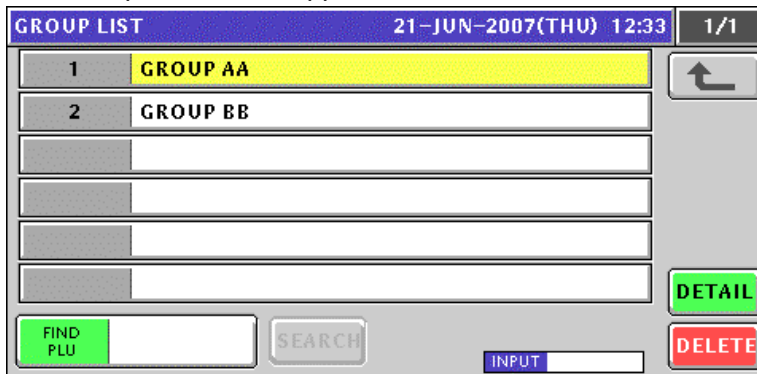 GROUP LIST 21-JUN-2007(THU) 12:33 1/1
1 GROUP AA
2 GROUP BB
DETAIL
FIND PLU SEARCH
INPUT
DELETE